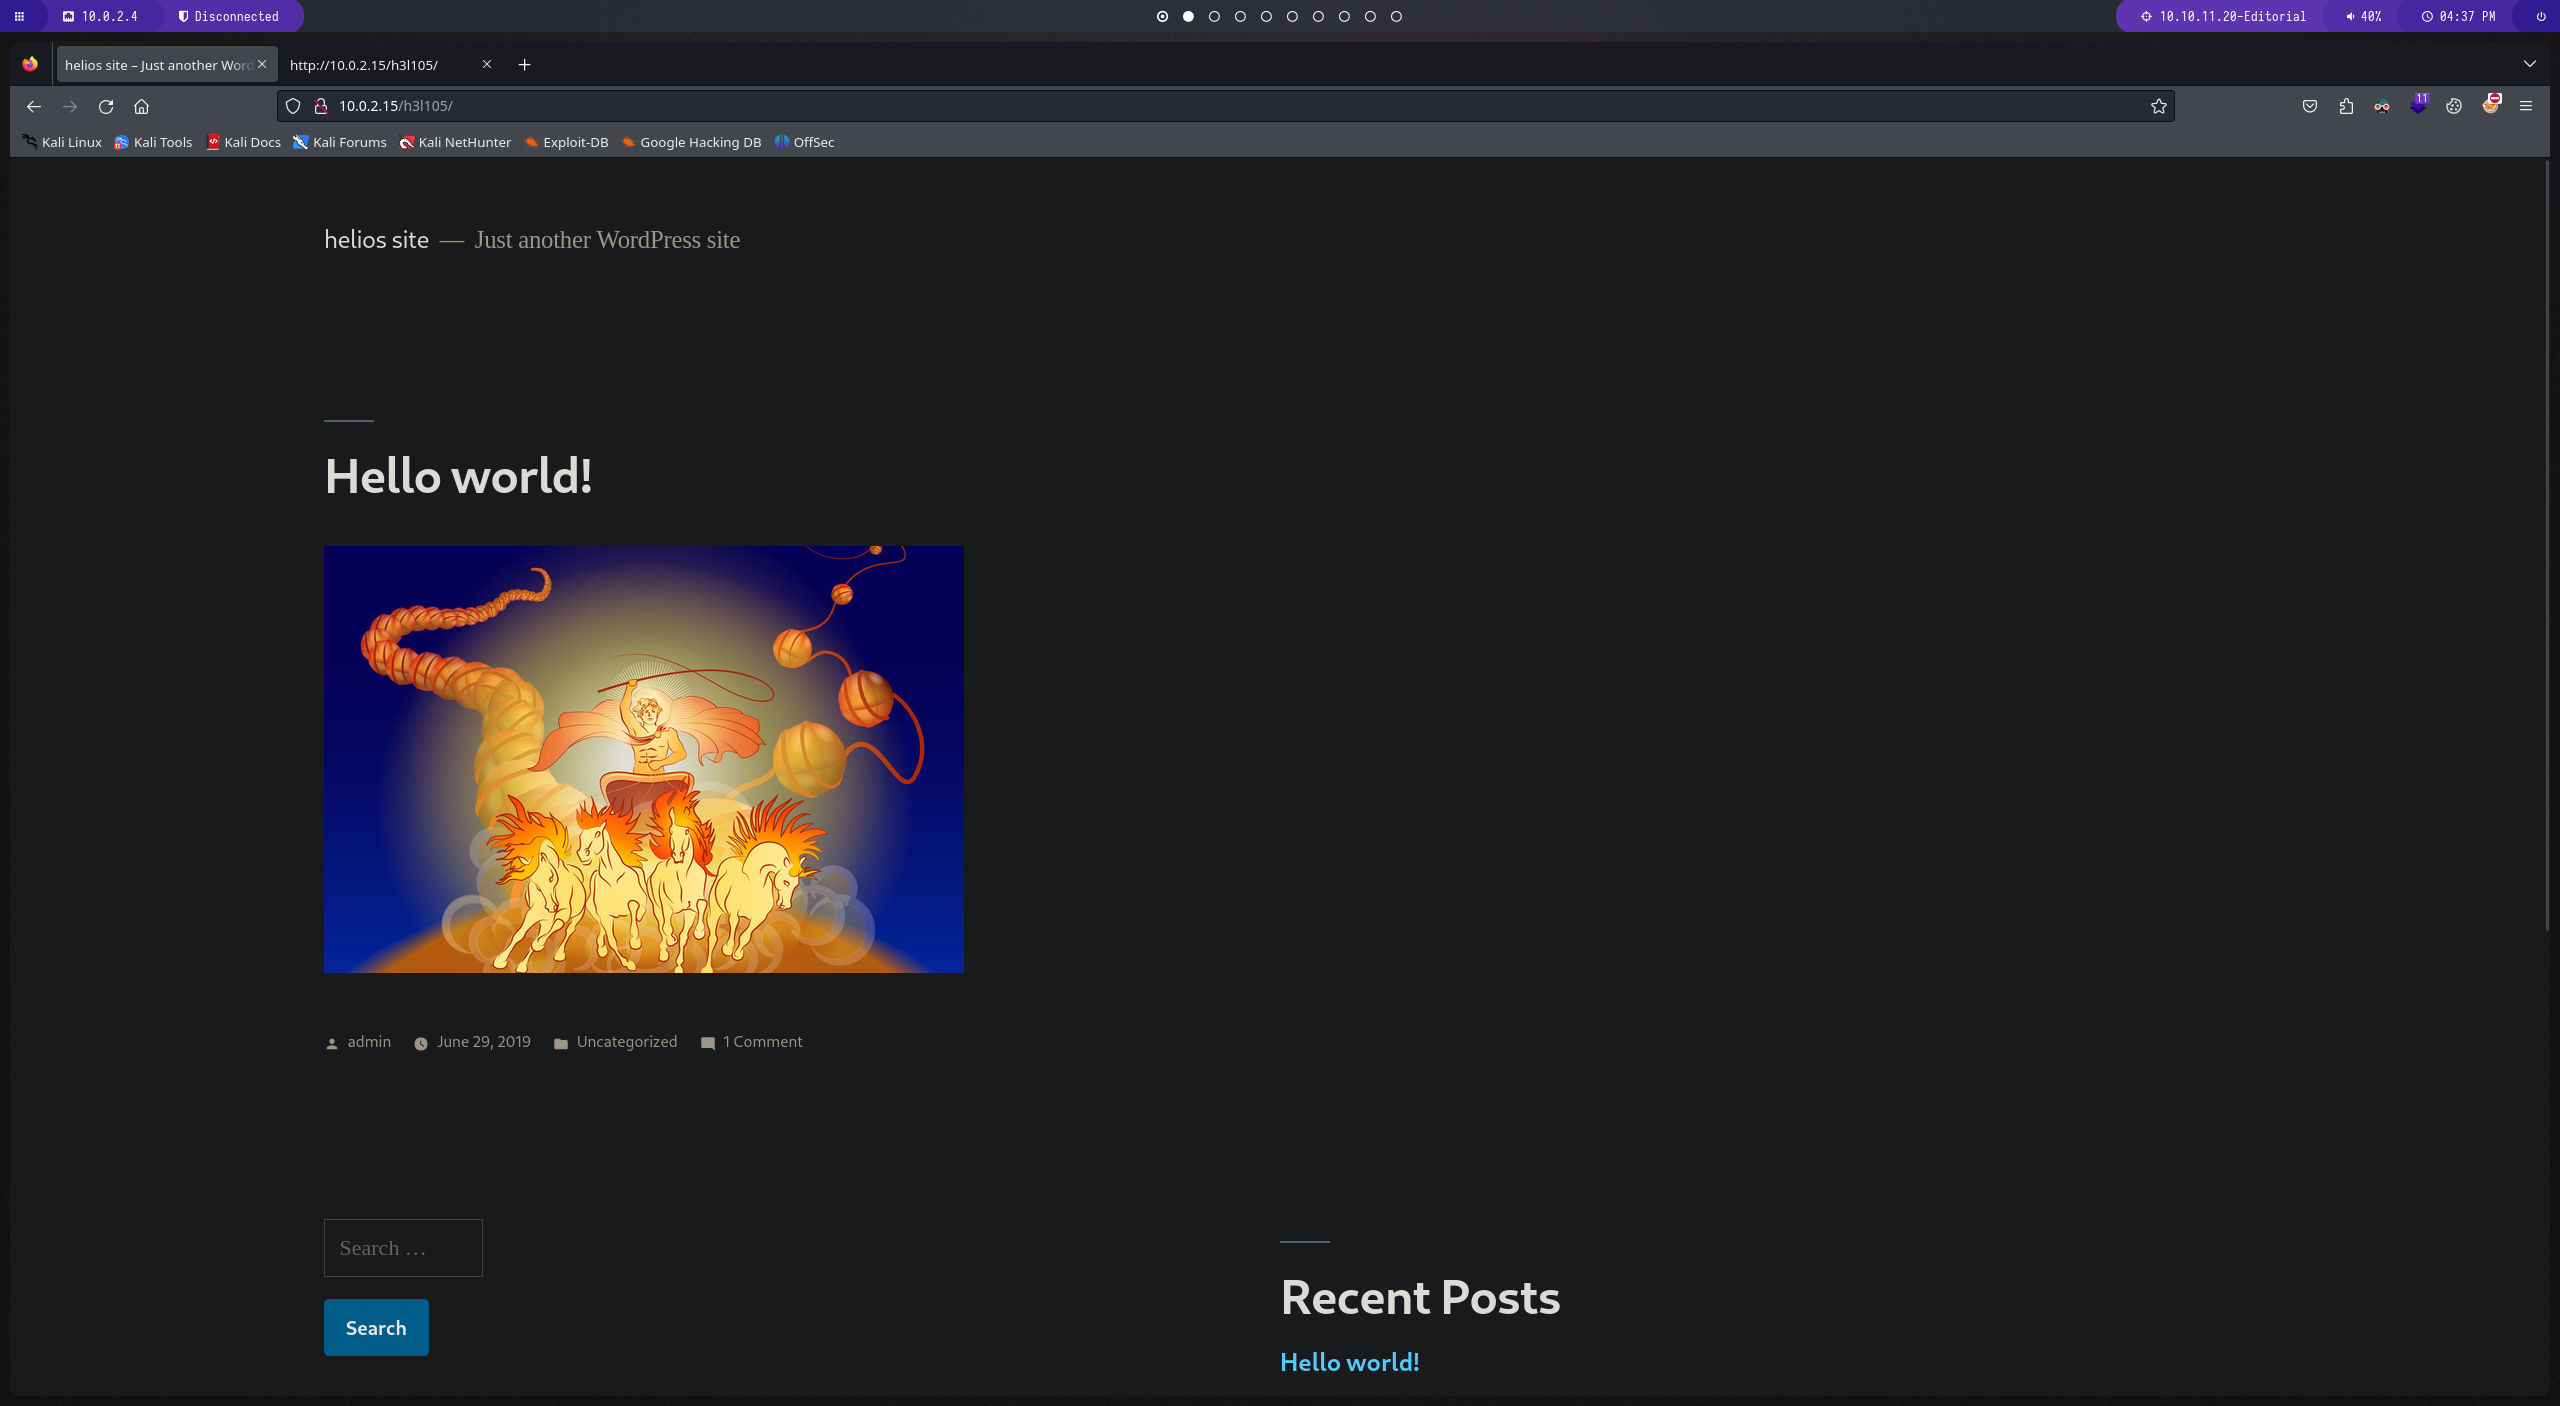 10.0.2.4 Disconnected 10.10.11.20-Editorial 40% 04:37 PM
helios site – Just another Word http://10.0.2.15/h3l105/
10.0.2.15/h3l105/ 11
Kali Linux Kali Tools Kali Docs Kali Forums Kali NetHunter Exploit-DB Google Hacking DB OffSec
helios site — Just another WordPress site
Hello world!
admin June 29, 2019 Uncategorized 1 Comment
Search …
Search
Recent Posts
Hello world!